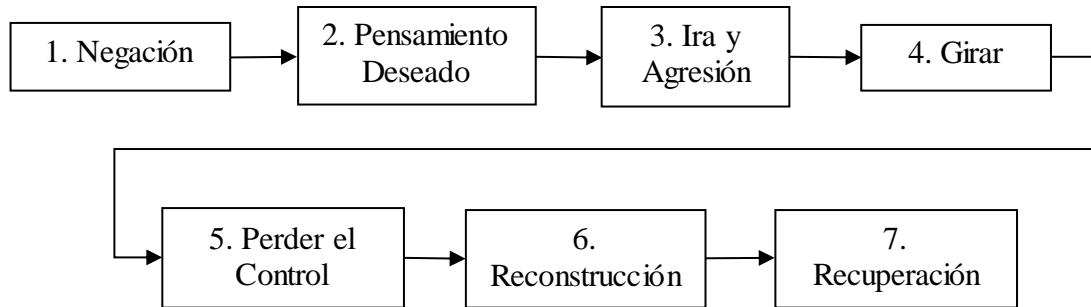 1. Negación
2. Pensamiento
Deseado
3. Ira y
Agresión
4. Girar
5. Perder el
Control
6.
Reconstrucción
7.
Recuperación